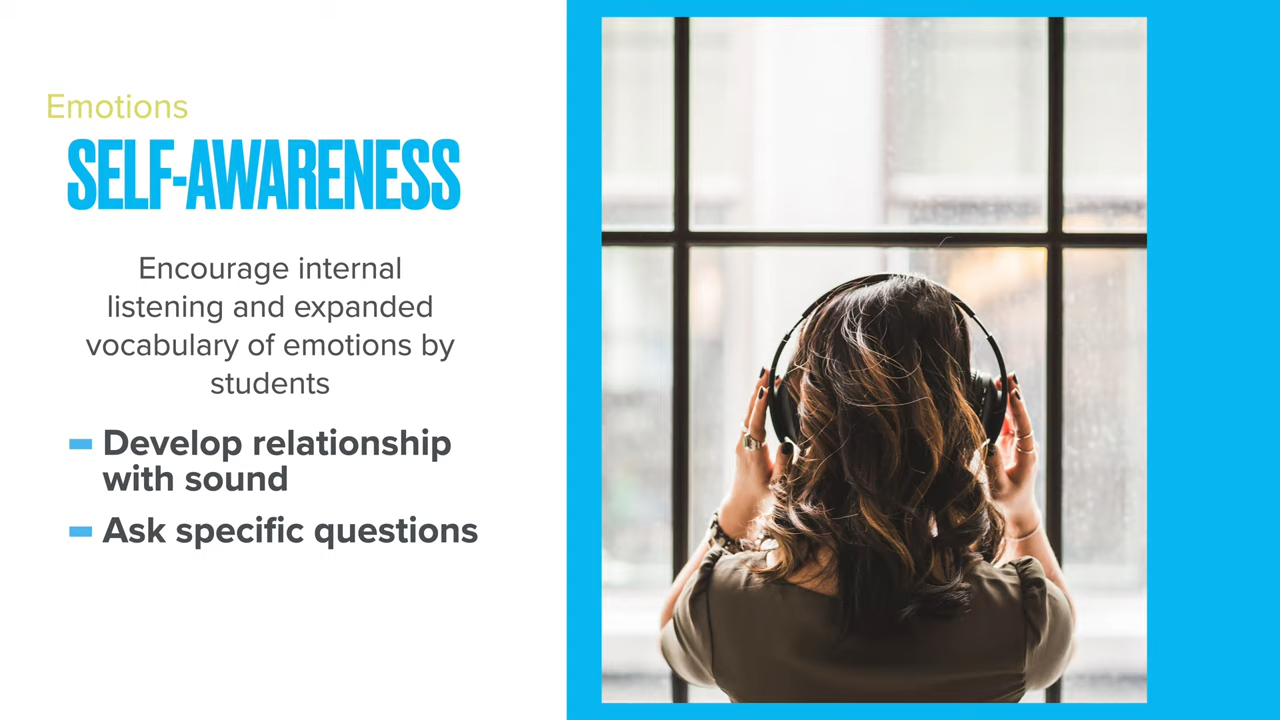 Emotions
SELF-AWARENESS
Encourage internal
listening and expanded
vocabulary of emotions by
students
Develop relationship
with sound
Ask specific questions